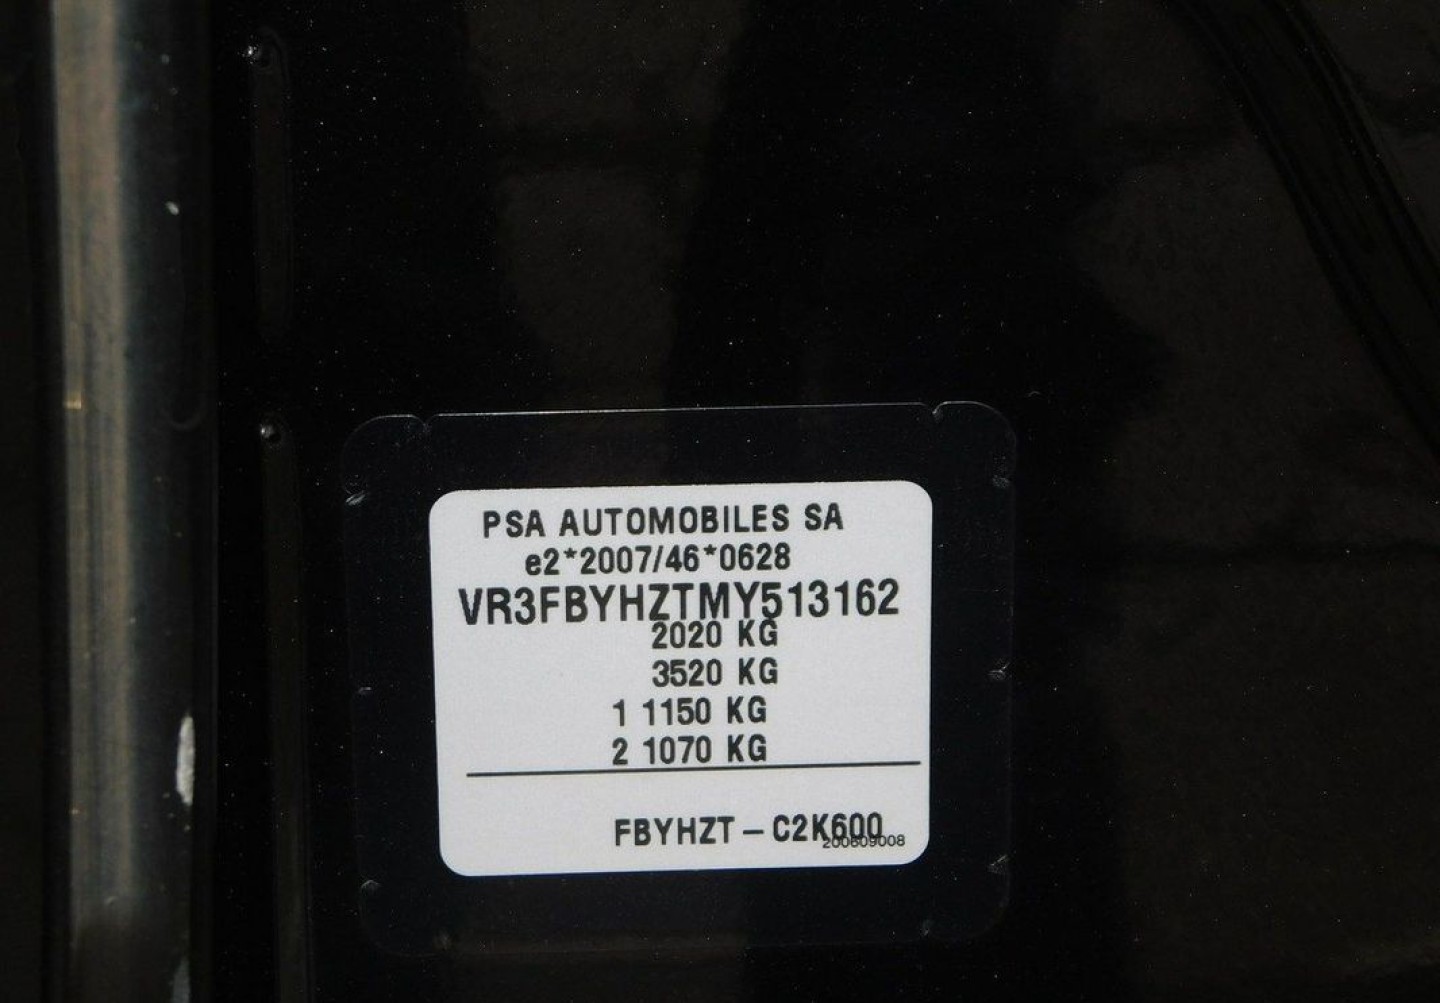 PSA AUTOMOBILES SA
e2*2007/46*0628
VR3FBYHZTMY513162
2020 KG
3520 KG
1 1150 KG
2 1070 KG
FBYHZT – C2K600
200609008